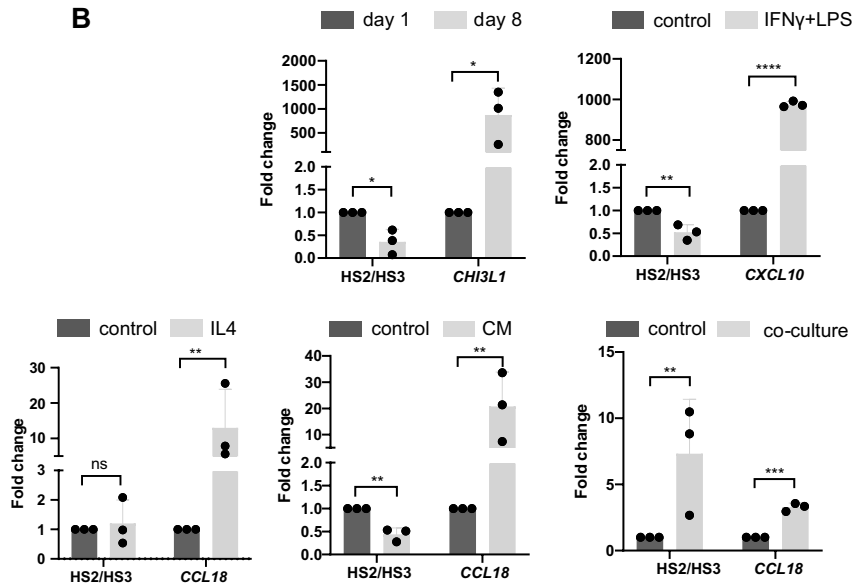 B
day 1 day 8
Fold change
2000
1500
1000
500
2.0
1.5
1.0
0.5
0.0
*
*
HS2/HS3 CHI3L1
control IFNγ+LPS
Fold change
1200
1000
800
2.0
1.5
1.0
0.5
0.0
**
****
HS2/HS3 CXCL10
control IL4
Fold change
30
20
10
3
2
1
0
ns
**
HS2/HS3 CCL18
control CM
Fold change
40
30
20
10
2.0
1.5
1.0
0.5
0.0
**
**
HS2/HS3 CCL18
control co-culture
Fold change
15
10
5
0
**
***
HS2/HS3 CCL18